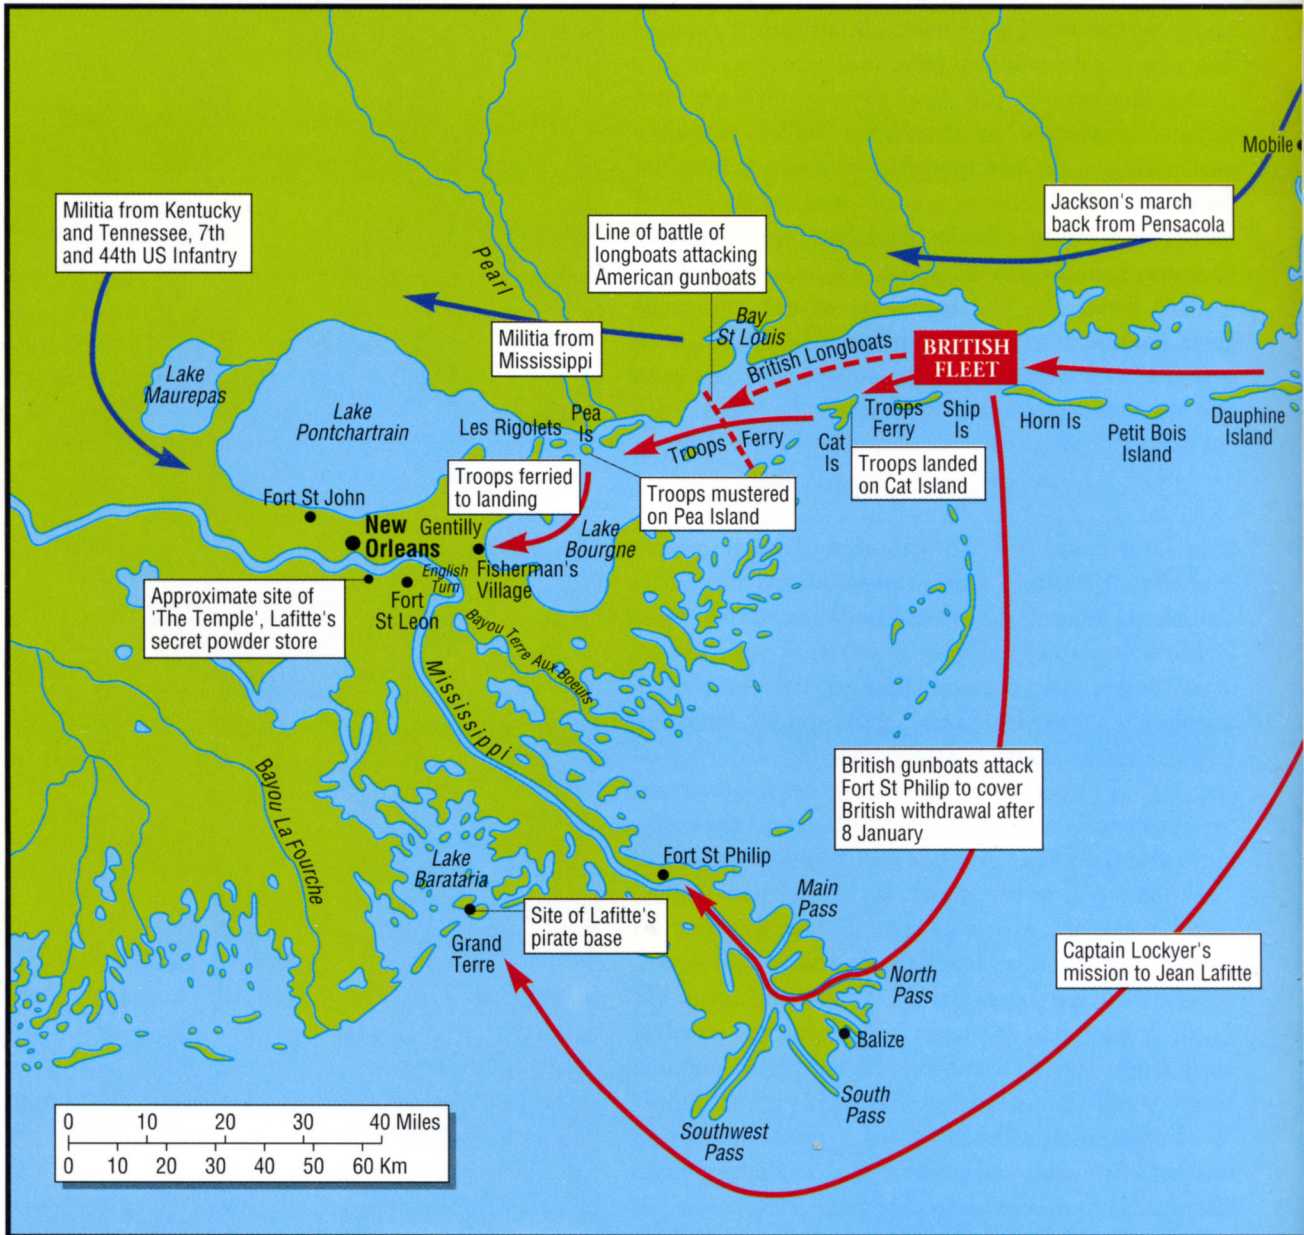 Mobile
Militia from Kentucky
and Tennessee, 7th
and 44th US Infantry
Jackson's march
back from Pensacola
Line of battle of
longboats attacking
American gunboats
Pearl
Bay
St Louis
Militia from
Mississippi
British Longboats
BRITISH
FLEET
Lake
Maurepas
Lake
Pontchartrain
Les Rigolets
Pea
Is
Troops Ferry
Cat
Is
Troops
Ferry
Ship
Is
Horn Is
Petit Bois
Island
Dauphine
Island
Troops ferried
to landing
Troops mustered
on Pea Island
Troops landed
on Cat Island
Fort St John
New
Orleans
Gentilly
Lake
Bourgne
English
Turn
Fisherman's
Village
Approximate site of
'The Temple', Lafitte's
secret powder store
Fort
St Leon
Bayou Terre Aux Boeufs
Mississippi
Bayou La Fourche
British gunboats attack
Fort St Philip to cover
British withdrawal after
8 January
Lake
Barataria
Fort St Philip
Main
Pass
Site of Lafitte's
pirate base
Grand
Terre
Captain Lockyer's
mission to Jean Lafitte
North
Pass
Balize
South
Pass
Southwest
Pass
0 10 20 30 40 Miles
0 10 20 30 40 50 60 Km